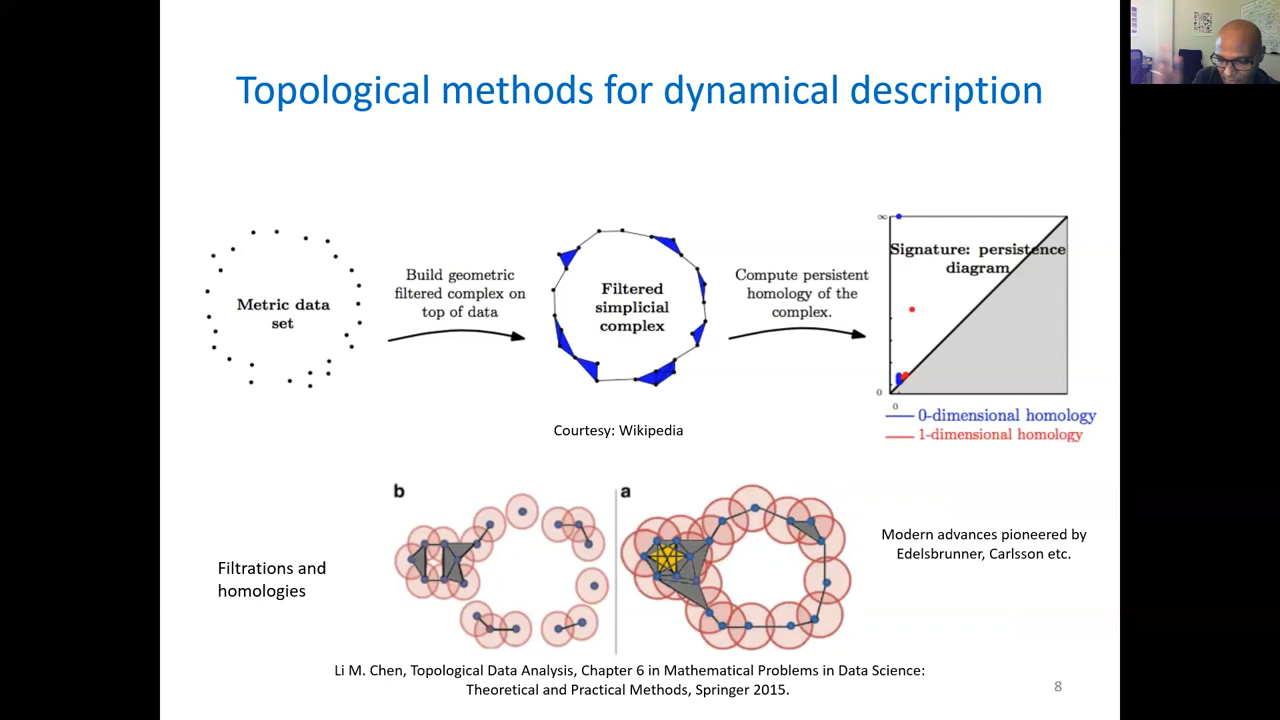 Topological methods for dynamical description
Metric data
set
Build geometric
filtered complex on
top of data
Filtered
simplicial
complex
Compute persistent
homology of the
complex.
∞
Signature: persistence
diagram
0
0
0-dimensional homology
1-dimensional homology
Courtesy: Wikipedia
b
a
Filtrations and
homologies
Modern advances pioneered by
Edelsbrunner, Carlsson etc.
Li M. Chen, Topological Data Analysis, Chapter 6 in Mathematical Problems in Data Science:
Theoretical and Practical Methods, Springer 2015.
8